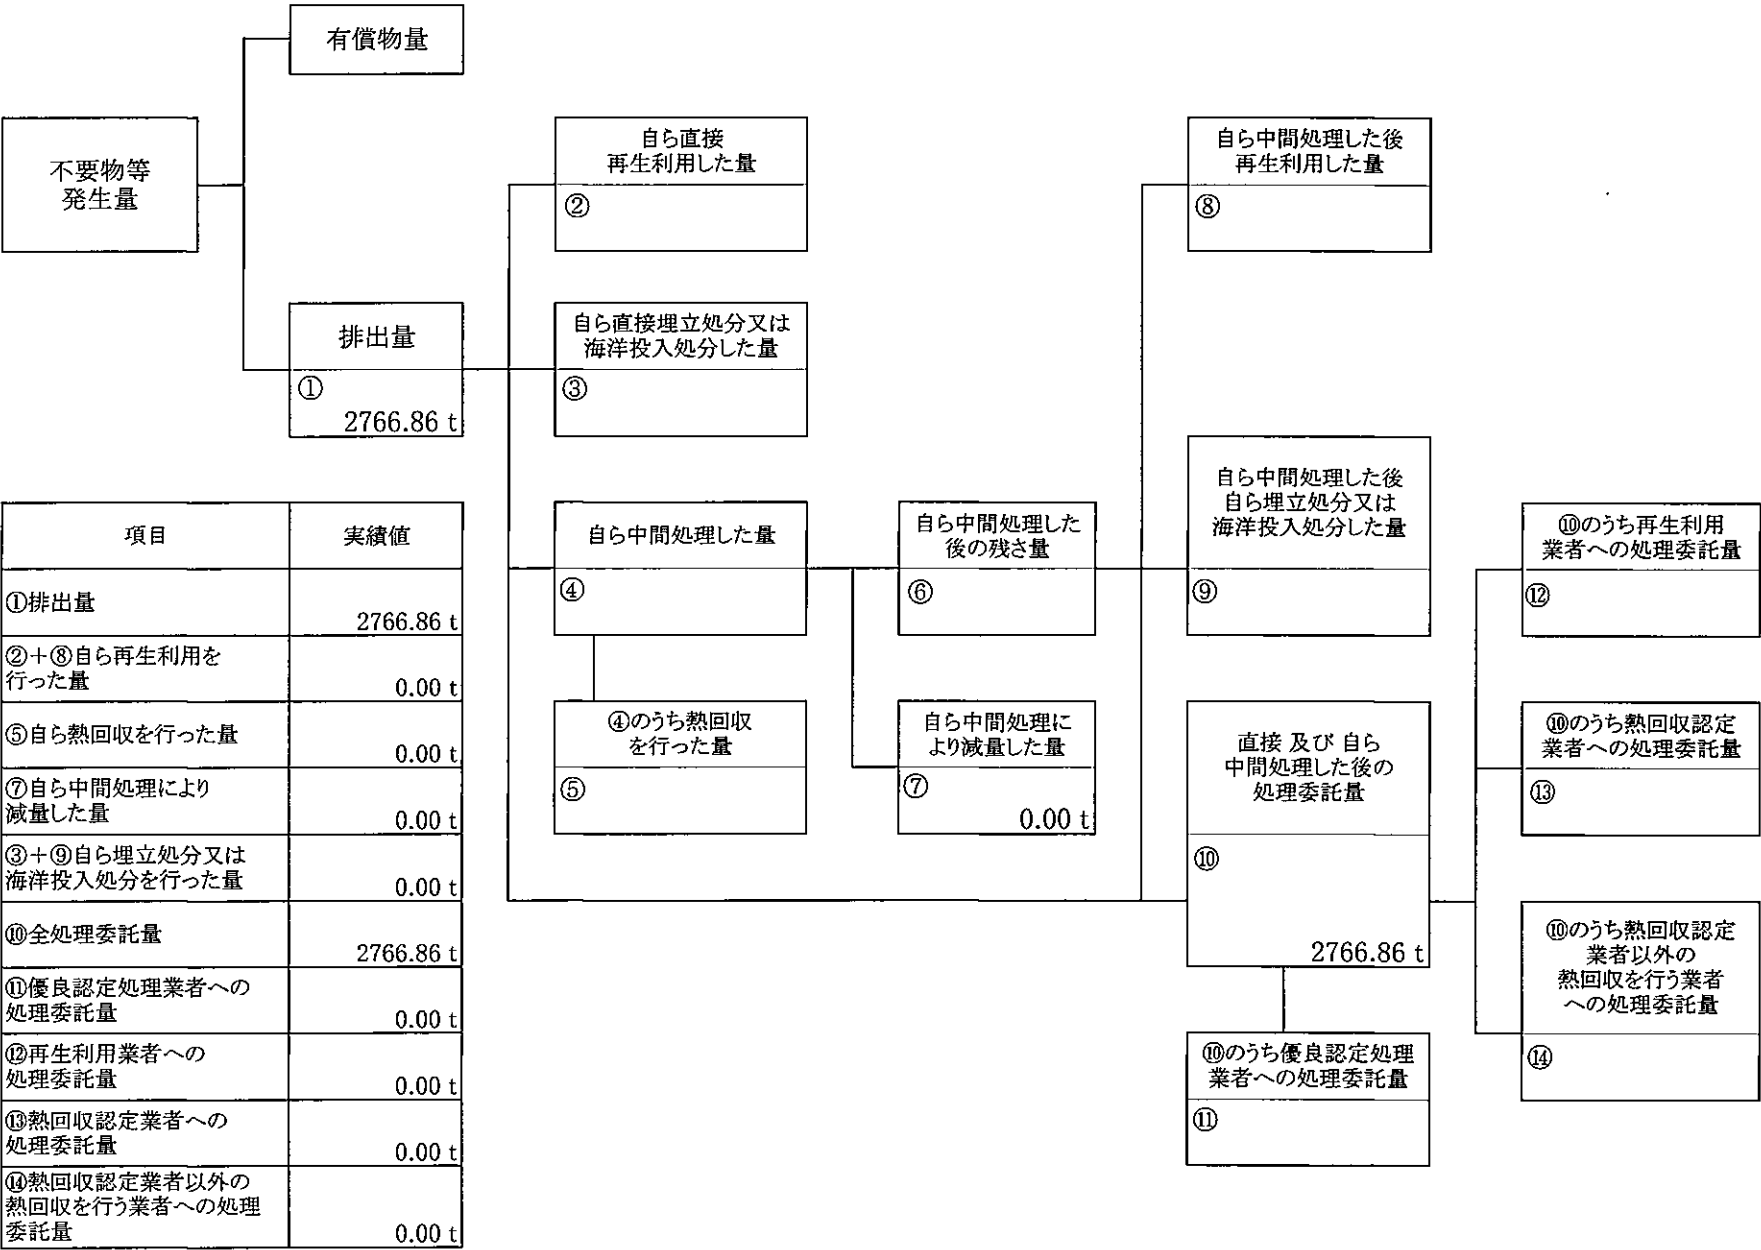 有償物量
不要物等
発生量
自ら直接
再生利用した量
②
自ら中間処理した後
再生利用した量
⑧
排出量
①
2766.86 t
自ら直接埋立処分又は
海洋投入処分した量
③
自ら中間処理した量
④
自ら中間処理した
後の残さ量
⑥
自ら中間処理した後
自ら埋立処分又は
海洋投入処分した量
⑨
⑩のうち再生利用
業者への処理委託量
⑫
④のうち熱回収
を行った量
⑤
自ら中間処理に
より減量した量
⑦
0.00 t
直接 及び 自ら
中間処理した後の
処理委託量
⑩
2766.86 t
⑩のうち熱回収認定
業者への処理委託量
⑬
⑩のうち熱回収認定
業者以外の
熱回収を行う業者
への処理委託量
⑭
⑩のうち優良認定処理
業者への処理委託量
⑪
項目
実績値
①排出量
2766.86 t
②＋⑧自ら再生利用を
行った量
0.00 t
⑤自ら熱回収を行った量
0.00 t
⑦自ら中間処理により
減量した量
0.00 t
③＋⑨自ら埋立処分又は
海洋投入処分を行った量
0.00 t
⑩全処理委託量
2766.86 t
⑪優良認定処理業者への
処理委託量
0.00 t
⑫再生利用業者への
処理委託量
0.00 t
⑬熱回収認定業者への
処理委託量
0.00 t
⑭熱回収認定業者以外の
熱回収を行う業者への処理
委託量
0.00 t